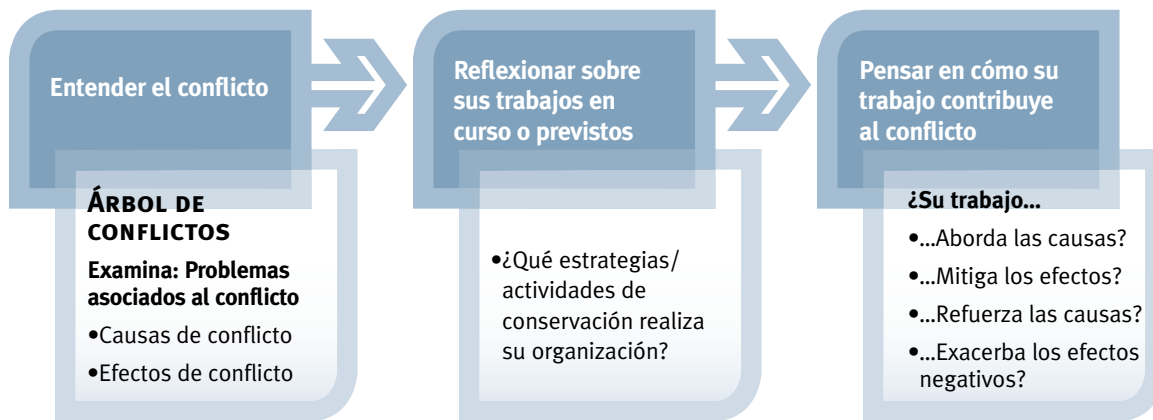 Entender el conflicto
ÁRBOL DE
CONFLICTOS
Examina: Problemas
asociados al conflicto
•Causas de conflicto
•Efectos de conflicto
Reflexionar sobre
sus trabajos en
curso o previstos
•¿Qué estrategias/
actividades de
conservación realiza
su organización?
Pensar en cómo su
trabajo contribuye
al conflicto
¿Su trabajo...
•...Aborda las causas?
•...Mitiga los efectos?
•...Refuerza las causas?
•...Exacerba los efectos
negativos?